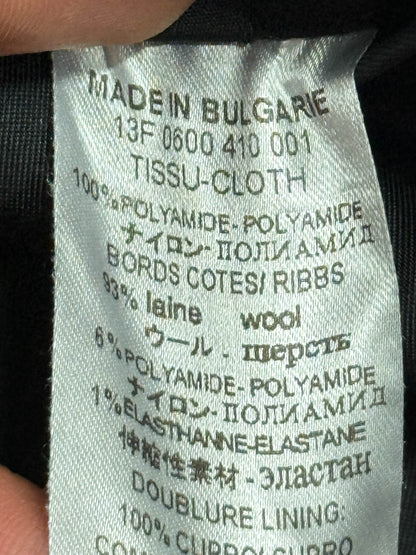 MADE IN BULGARIE
13F 0600 410 001
TISSU-CLOTH
100% POLYAMIDE- POLYAMIDE
ナイロン-ПОЛИАМИД
BORDS COTES/ RIBBS
93% laine wool
ウール - шерсть
6% POLYAMIDE- POLYAMIDE
ナイロン-ПОЛИАМИД
1% ELASTHANNE-ELASTANE
伸縮性素材 -эластан
DOUBLURE LINING:
100% CUPRO/CUPRO